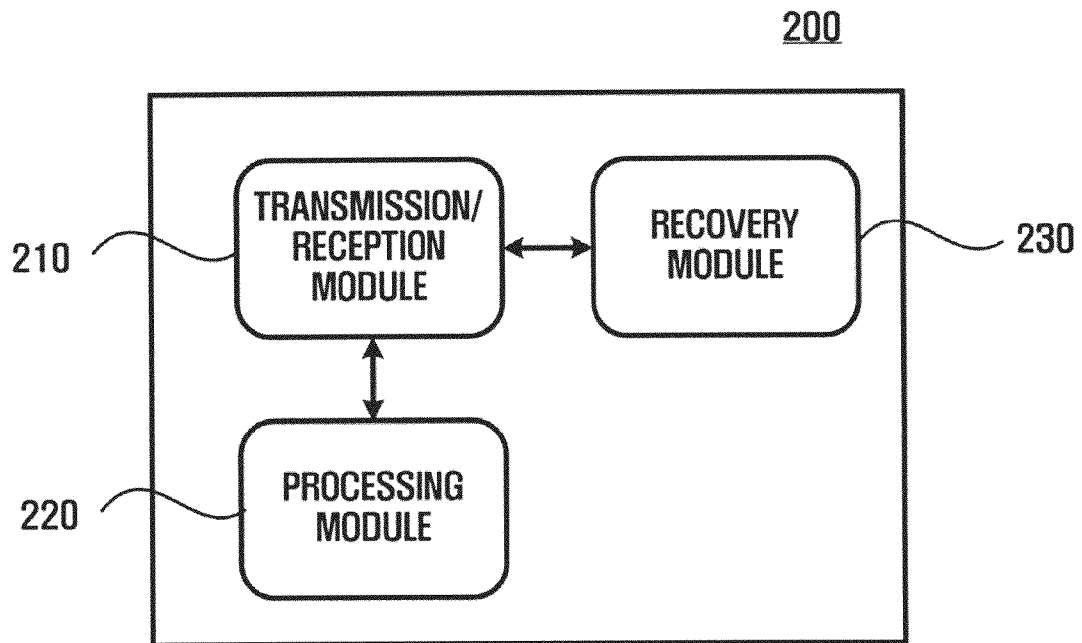 200
TRANSMISSION/
RECEPTION
MODULE
RECOVERY
MODULE
210
230
PROCESSING
MODULE
220